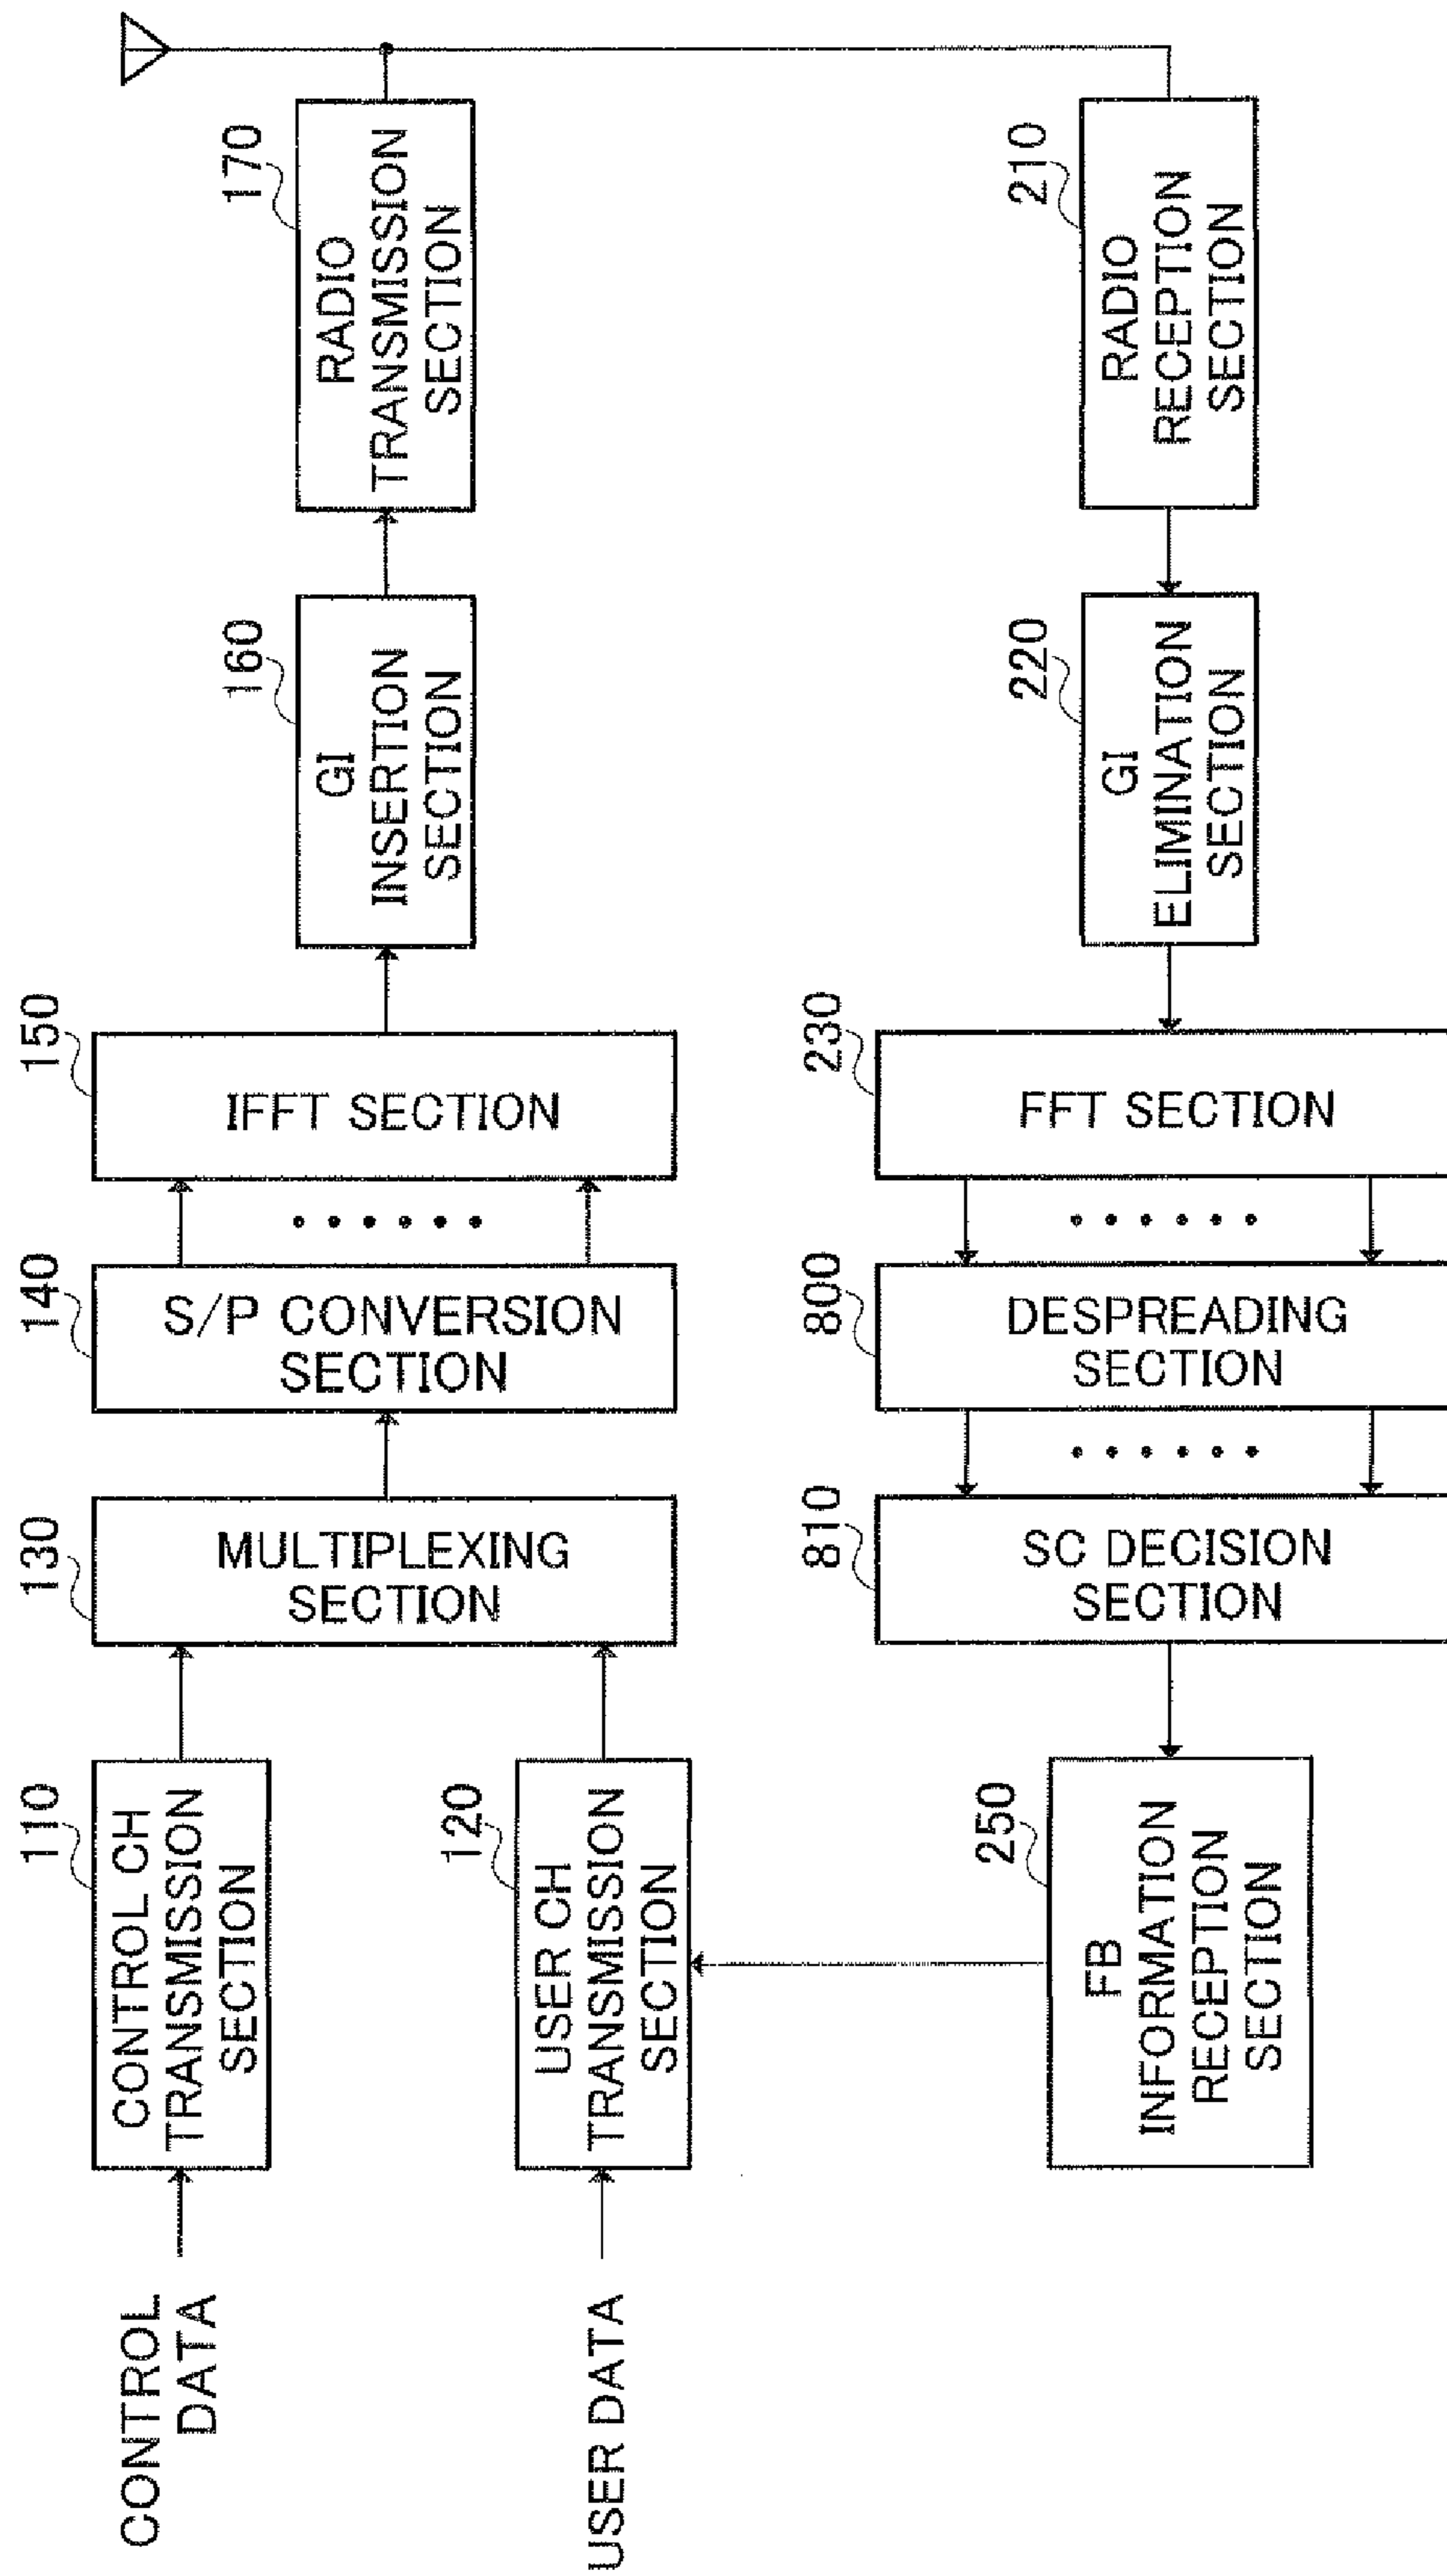 CONTROL
DATA
USER DATA
110
CONTROL CH
TRANSMISSION
SECTION
120
USER CH
TRANSMISSION
SECTION
130
MULTIPLEXING
SECTION
140
S/P CONVERSION
SECTION
150
IFFT SECTION
160
GI
INSERTION
SECTION
170
RADIO
TRANSMISSION
SECTION
250
FB
INFORMATION
RECEPTION
SECTION
810
SC DECISION
SECTION
800
DESPREADING
SECTION
230
FFT SECTION
220
GI
ELIMINATION
SECTION
210
RADIO
RECEPTION
SECTION